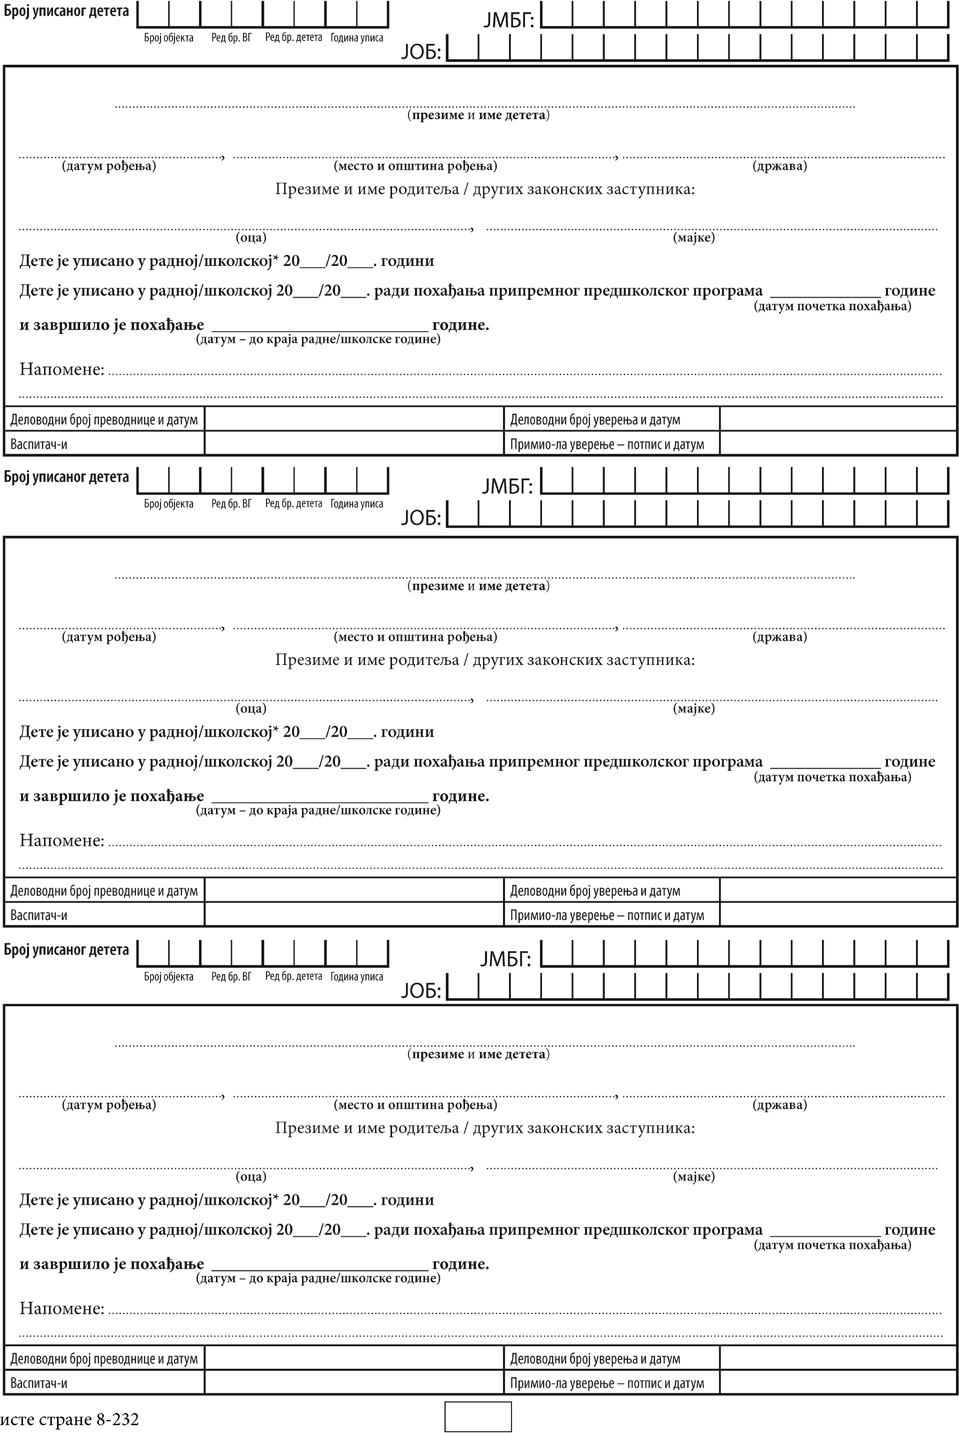 Број уписаног детета ЈМБГ:
Број објекта Ред бр. ВГ Ред бр. детета Година уписа
ЈОБ:
(презиме и име детета)
, ,
(датум рођења) (место и општина рођења) (држава)
Презиме и име родитеља / других законских заступника:
,
(оца) (мајке)
Дете је уписано у радној/школској* 20___/20___. години
Дете је уписано у радној/школској 20___/20___. ради похађања припремног предшколског програма _____________ године
(датум почетка похађања)
и завршило је похађање __________________________ године.
(датум – до краја радне/школске године)
Напомене:
Деловодни број преводнице и датум Деловодни број уверења и датум
Васпитач-и Примио-ла уверење – потпис и датум
Број уписаног детета ЈМБГ:
Број објекта Ред бр. ВГ Ред бр. детета Година уписа
ЈОБ:
(презиме и име детета)
, ,
(датум рођења) (место и општина рођења) (држава)
Презиме и име родитеља / других законских заступника:
,
(оца) (мајке)
Дете је уписано у радној/школској* 20___/20___. години
Дете је уписано у радној/школској 20___/20___. ради похађања припремног предшколског програма _____________ године
(датум почетка похађања)
и завршило је похађање __________________________ године.
(датум – до краја радне/школске године)
Напомене:
Деловодни број преводнице и датум Деловодни број уверења и датум
Васпитач-и Примио-ла уверење – потпис и датум
Број уписаног детета ЈМБГ:
Број објекта Ред бр. ВГ Ред бр. детета Година уписа
ЈОБ:
(презиме и име детета)
, ,
(датум рођења) (место и општина рођења) (држава)
Презиме и име родитеља / других законских заступника:
,
(оца) (мајке)
Дете је уписано у радној/школској* 20___/20___. години
Дете је уписано у радној/школској 20___/20___. ради похађања припремног предшколског програма _____________ године
(датум почетка похађања)
и завршило је похађање __________________________ године.
(датум – до краја радне/школске године)
Напомене:
Деловодни број преводнице и датум Деловодни број уверења и датум
Васпитач-и Примио-ла уверење – потпис и датум
исте стране 8-232